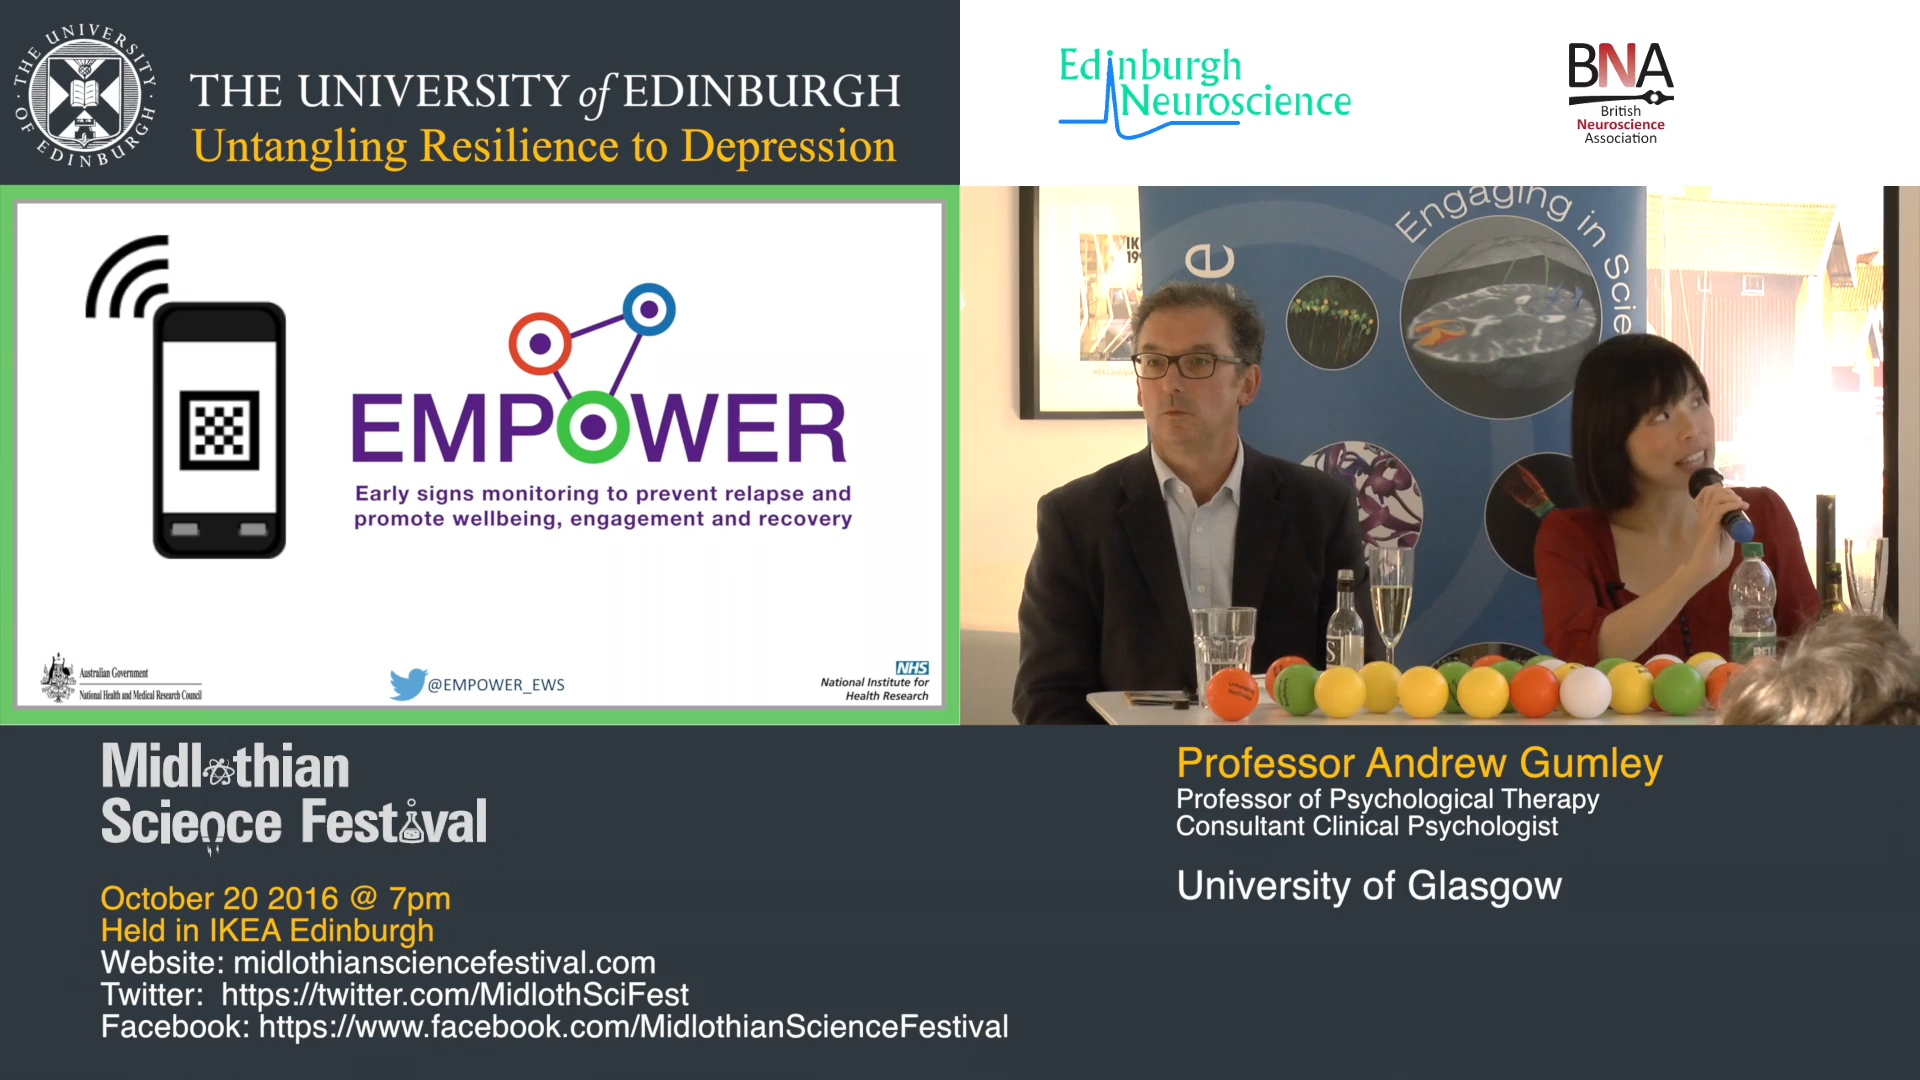 THE UNIVERSITY OF EDINBURGH
THE UNIVERSITY of EDINBURGH
Untangling Resilience to Depression
Edinburgh
Neuroscience
BNA
British
Neuroscience
Association
EMPOWER
Early signs monitoring to prevent relapse and
promote wellbeing, engagement and recovery
Australian Government
National Health and Medical Research Council
@EMPOWER_EWS
NHS
National Institute for
Health Research
IK
19
e
Engaging in Scie
Midlothian
Science Festival
October 20 2016 @ 7pm
Held in IKEA Edinburgh
Website: midlothiansciencefestival.com
Twitter: https://twitter.com/MidlothSciFest
Facebook: https://www.facebook.com/MidlothianScienceFestival
Professor Andrew Gumley
Professor of Psychological Therapy
Consultant Clinical Psychologist
University of Glasgow